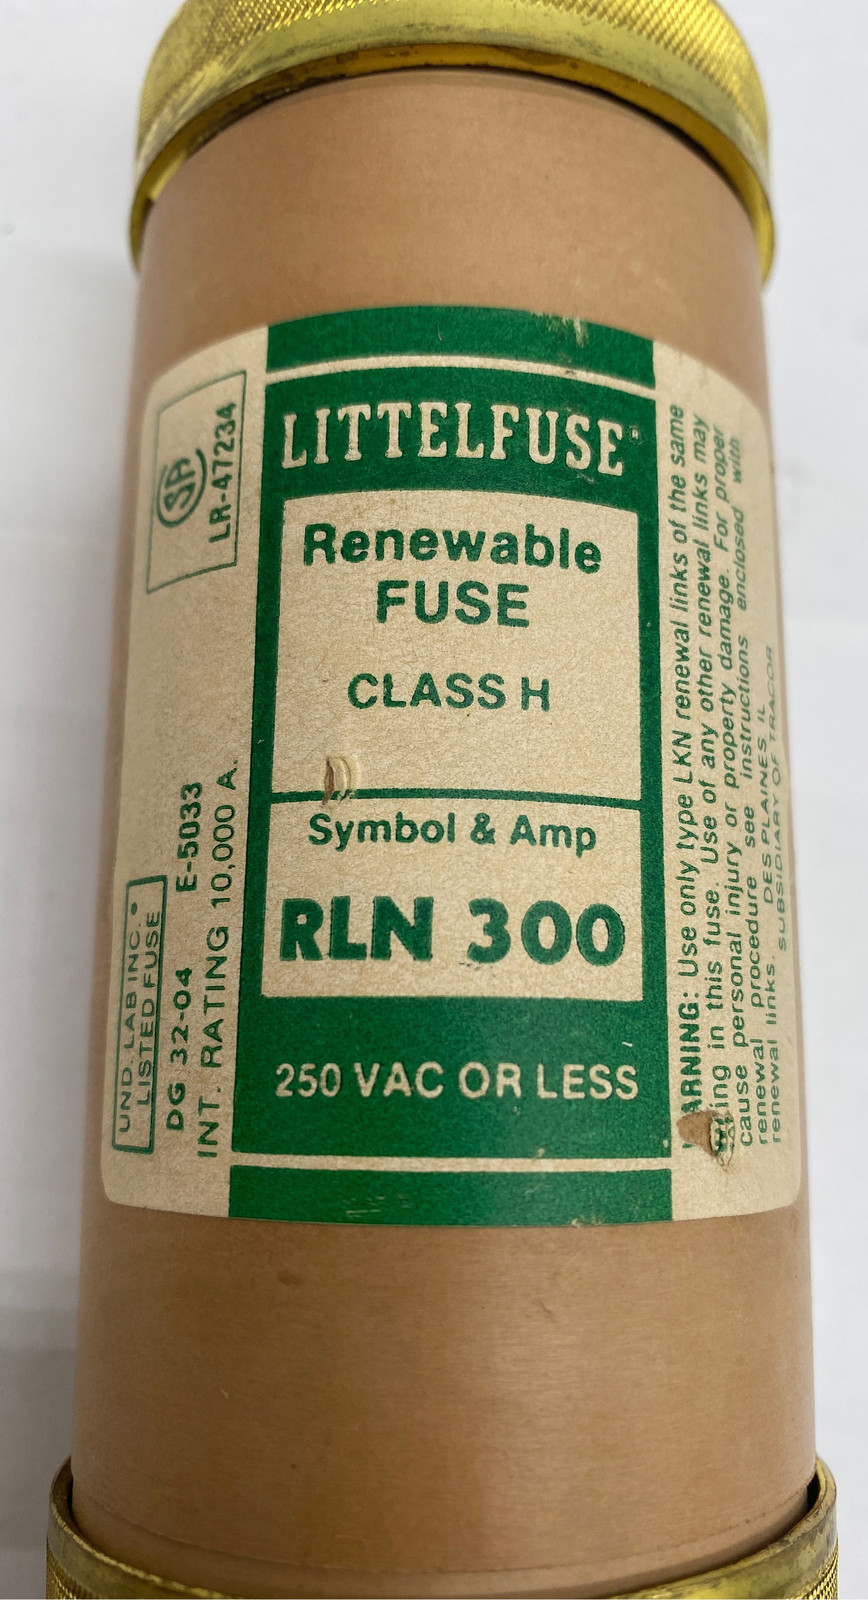 LITTELFUSE®
Renewable
FUSE
CLASS H
Symbol & Amp
RLN 300
250 VAC OR LESS
SA
LR-47234
UND. LAB INC.®
LISTED FUSE
DG 32-04 E-5033
INT. RATING 10,000 A.
WARNING: Use only type LKN renewal links of the same
rating in this fuse. Use of any other renewal links may
cause personal injury or property damage. For proper
renewal procedure see instructions enclosed with
renewal links. DES PLAINES, IL
SUBSIDIARY OF TRACOR